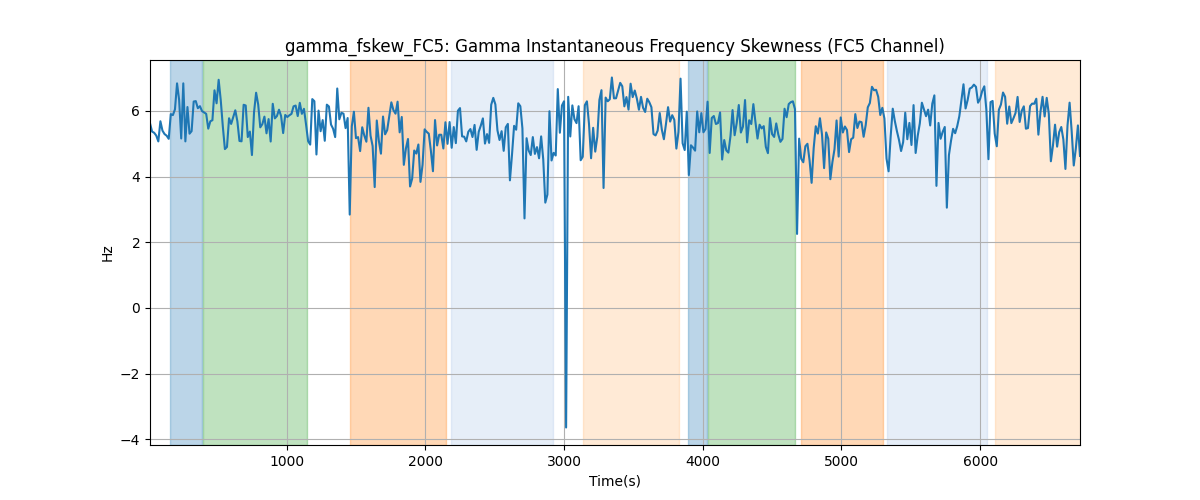 gamma_fskew_FC5: Gamma Instantaneous Frequency Skewness (FC5 Channel)
6
4
2
0
−2
−4
Hz
1000 2000 3000 4000 5000 6000
Time(s)